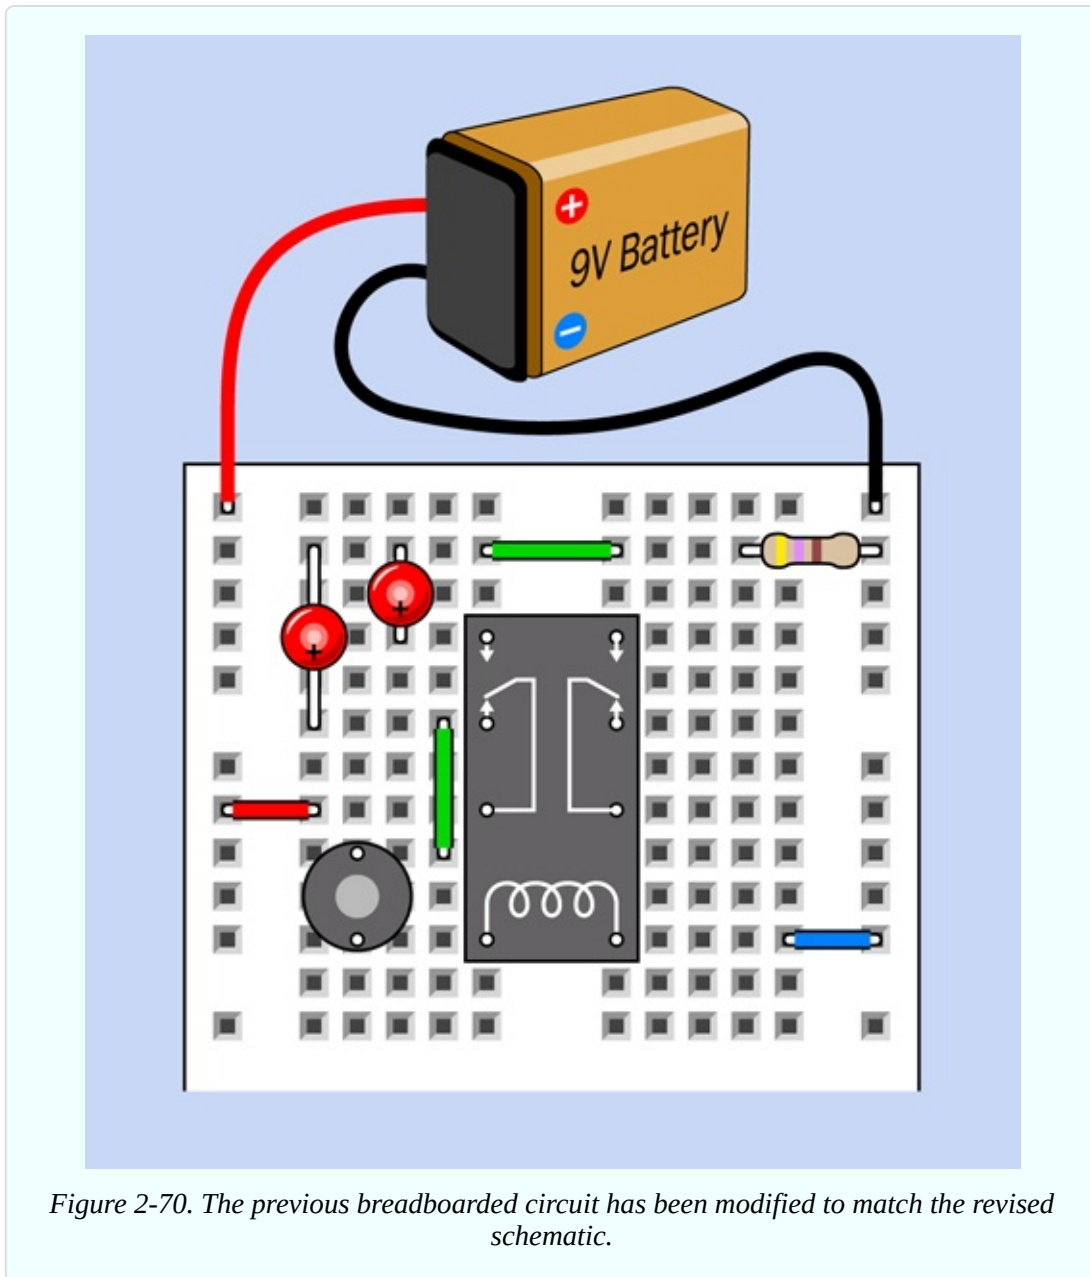 +
9V Battery
−
+
+
Figure 2-70. The previous breadboarded circuit has been modified to match the revised
schematic.